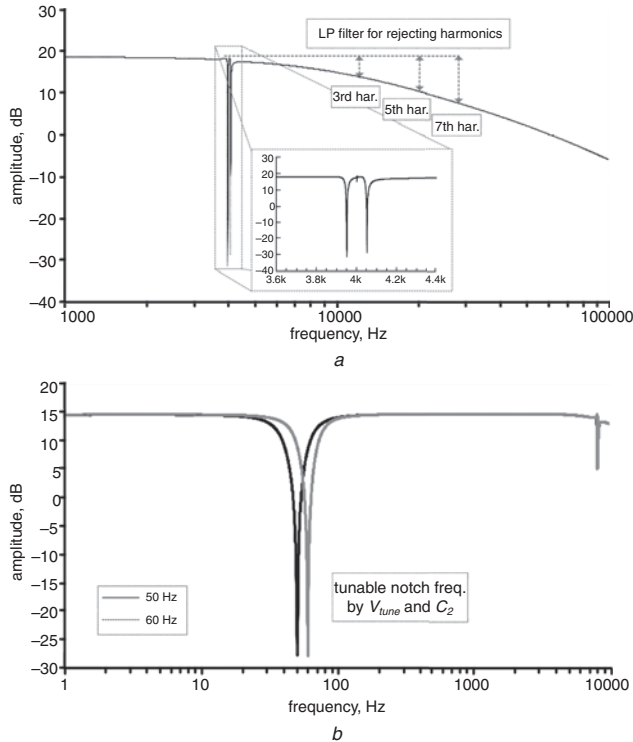 30
20
10
0
–10
–20
–30
–40
amplitude, dB
LP filter for rejecting harmonics
3rd har.
5th har.
7th har.
30
20
10
0
–10
–20
–30
–40
3.6k
3.8k
4k
4.2k
4.4k
1000
10000
100000
frequency, Hz
a
20
15
10
5
0
–5
–10
–15
–20
–25
–30
amplitude, dB
50 Hz
60 Hz
tunable notch freq.
by Vtune and C2
1
10
100
1000
10000
frequency, Hz
b